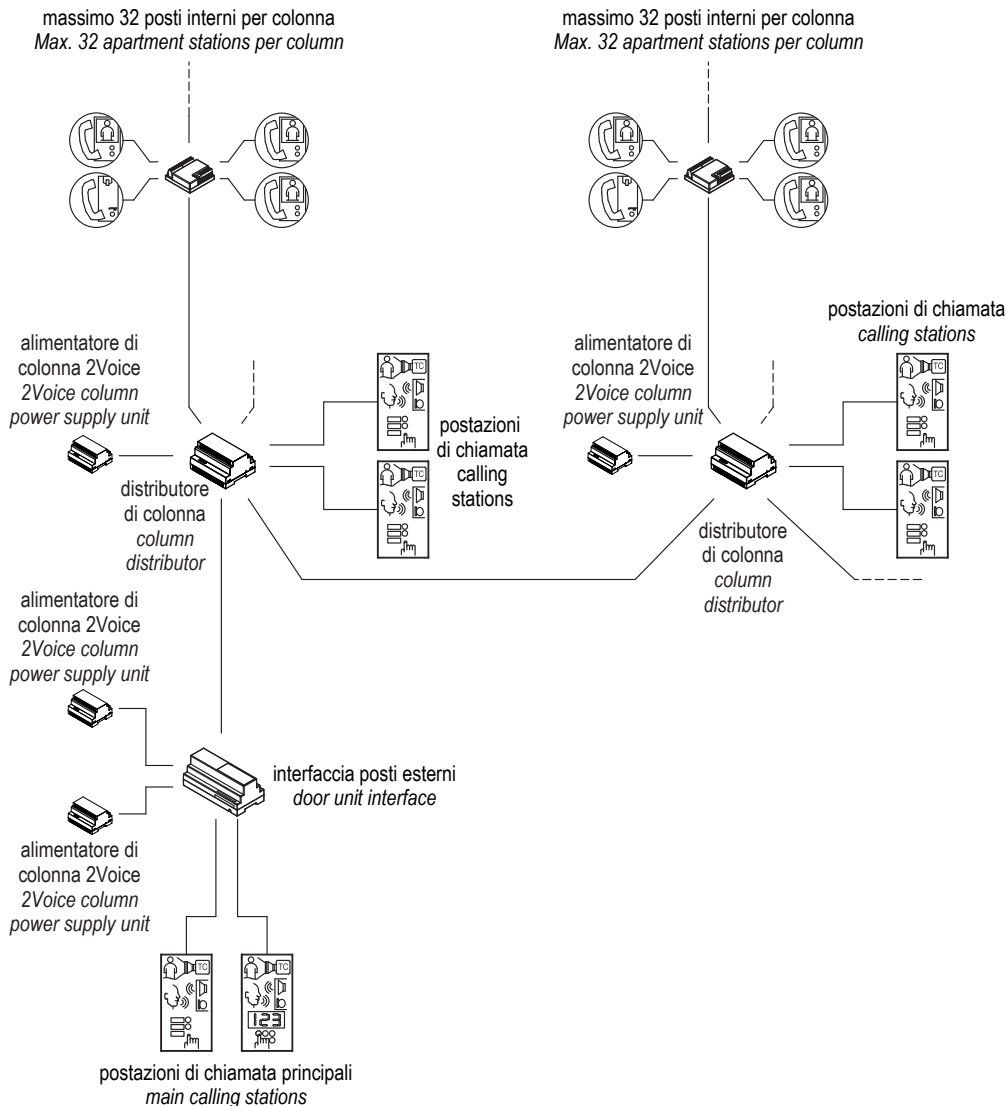 massimo 32 posti interni per colonna
Max. 32 apartment stations per column
massimo 32 posti interni per colonna
Max. 32 apartment stations per column
alimentatore di
colonna 2Voice
2Voice column
power supply unit
TC
TC
postazioni
di chiamata
calling
stations
distributore
di colonna
column
distributor
alimentatore di
colonna 2Voice
2Voice column
power supply unit
postazioni di chiamata
calling stations
TC
TC
distributore
di colonna
column
distributor
alimentatore di
colonna 2Voice
2Voice column
power supply unit
interfaccia posti esterni
door unit interface
alimentatore di
colonna 2Voice
2Voice column
power supply unit
TC
TC
123
postazioni di chiamata principali
main calling stations